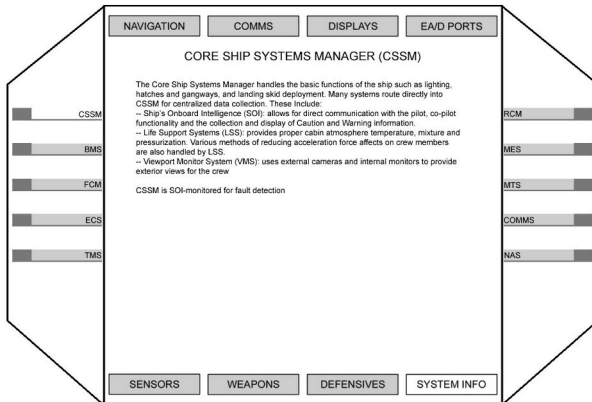 NAVIGATION COMMS DISPLAYS EA/D PORTS
CORE SHIP SYSTEMS MANAGER (CSSM)
The Core Ship Systems Manager handles the basic functions of the ship such as lighting,
hatches and gangways, and landing skid deployment. Many systems route directly into
CSSM for centralized data collection. These Include:
-- Ship's Onboard Intelligence (SOI): allows for direct communication with the pilot, co-pilot
functionality and the collection and display of Caution and Warning information.
-- Life Support Systems (LSS): provides proper cabin atmosphere temperature, mixture and
pressurization. Various methods of reducing acceleration force affects on crew members
are also handled by LSS.
-- Viewport Monitor System (VMS): uses external cameras and internal monitors to provide
exterior views for the crew
CSSM is SOI-monitored for fault detection
CSSM
BMS
FCM
ECS
TMS
RCM
MES
MTS
COMMS
NAS
SENSORS WEAPONS DEFENSIVES SYSTEM INFO